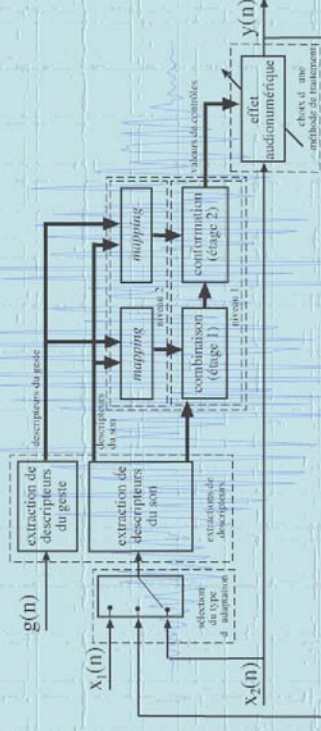 g(n)
extraction de
descripteurs
du geste
descripteurs du geste
x₁(n)
sélection
du type
d adaptation
extraction de
descripteurs
du son
extractions de
descripteurs
descripteurs
du son
mapping
mapping
niveau 2
combinaison
(étage 1)
conformation
(étage 2)
niveau 1
valeurs de contrôles
x₂(n)
effet
audionumérique
choix d une
méthode de traitement
y(n)